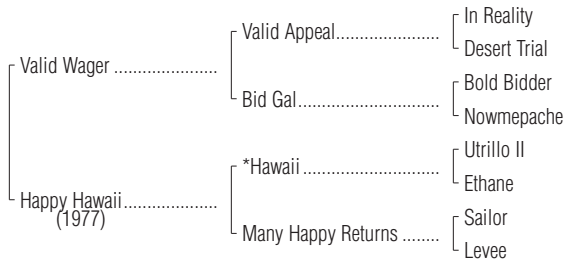 In Reality
Valid Appeal.....................
Desert Trial
Valid Wager .....................
Bold Bidder
Bid Gal............................
Nowmepache
Utrillo II
*Hawaii............................
Ethane
Happy Hawaii...................
(1977)
Sailor
Many Happy Returns ........
Levee